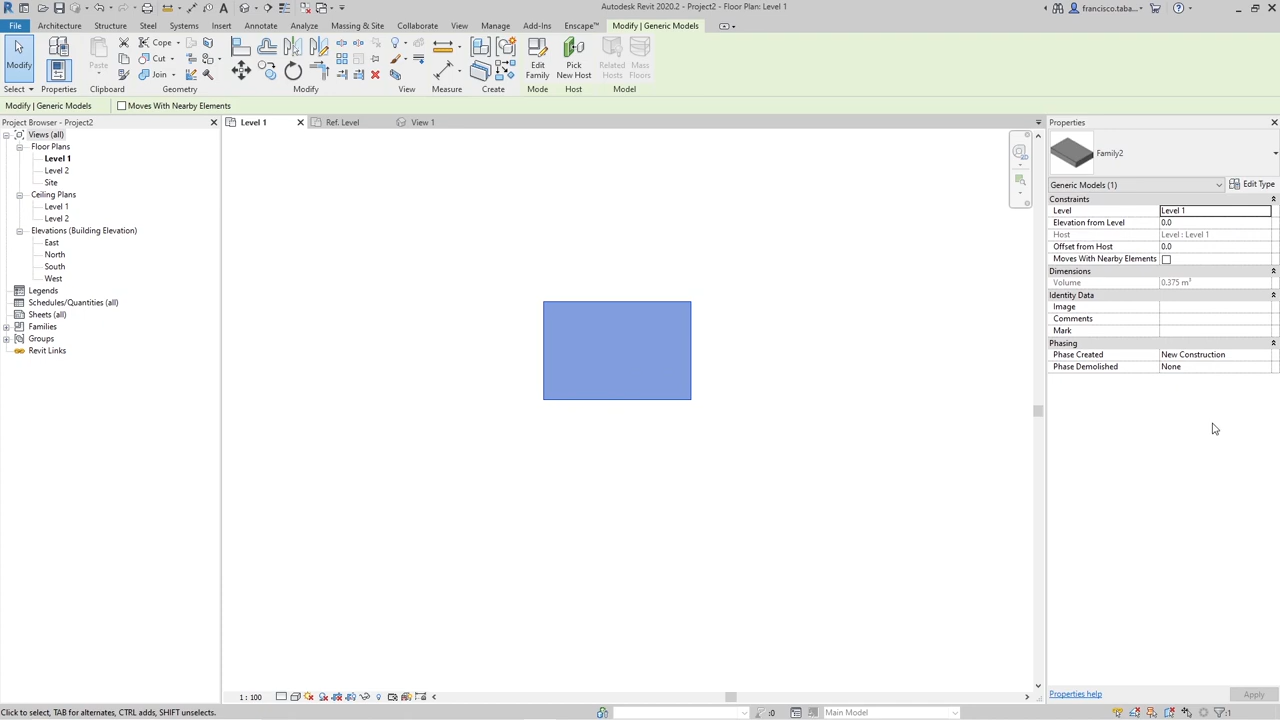 Autodesk Revit 2020.2 - Project2 - Floor Plan: Level 1
francisco.taba...
File Architecture Structure Steel Systems Insert Annotate Analyze Massing & Site Collaborate View Manage Add-Ins Enscape™ Modify | Generic Models
Modify
Paste
Cope
Cut
Join
Edit Family
Pick New Host
Related Hosts
Mass Floors
Select Properties Clipboard Geometry Modify View Measure Create Mode Host Model
Modify | Generic Models Moves With Nearby Elements
Project Browser - Project2
Views (all)
Floor Plans
Level 1
Level 2
Site
Ceiling Plans
Level 1
Level 2
Elevations (Building Elevation)
East
North
South
West
Legends
Schedules/Quantities (all)
Sheets (all)
Families
Groups
Revit Links
Level 1 Ref. Level View 1
Properties
Family2
Generic Models (1) Edit Type
Constraints
Level Level 1
Elevation from Level 0.0
Host Level : Level 1
Offset from Host 0.0
Moves With Nearby Elements
Dimensions
Volume 0.375 m³
Identity Data
Image
Comments
Mark
Phasing
Phase Created New Construction
Phase Demolished None
Properties help Apply
1 : 100
Click to select, TAB for alternates, CTRL adds, SHIFT unselects.
:0
Main Model
:1